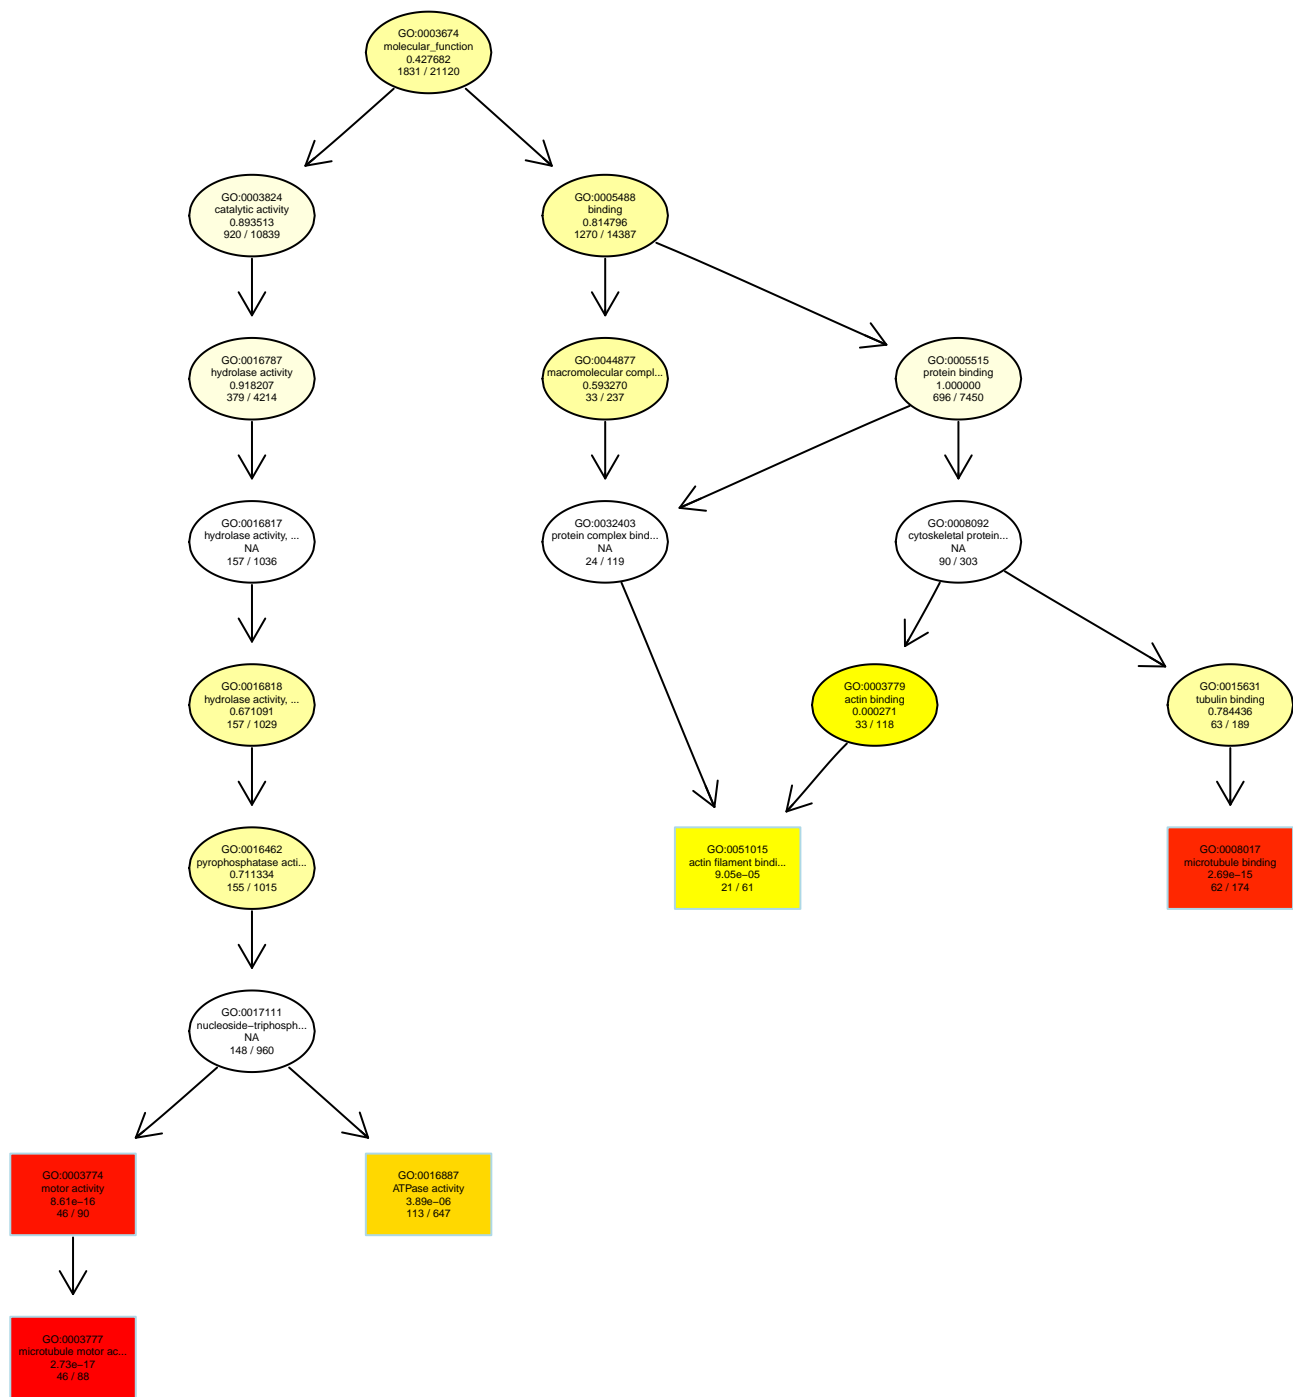 GO:0003674
molecular_function
0.427682
1831 / 21120
GO:0003824
catalytic activity
0.893513
920 / 10839
GO:0005488
binding
0.814796
1270 / 14387
GO:0016787
hydrolase activity
0.918207
379 / 4214
GO:0044877
macromolecular compl...
0.593270
33 / 237
GO:0005515
protein binding
1.000000
696 / 7450
GO:0016817
hydrolase activity, ...
NA
157 / 1036
GO:0032403
protein complex bind...
NA
24 / 119
GO:0008092
cytoskeletal protein...
NA
90 / 303
GO:0016818
hydrolase activity, ...
0.671091
157 / 1029
GO:0003779
actin binding
0.000271
33 / 118
GO:0015631
tubulin binding
0.784436
63 / 189
GO:0016462
pyrophosphatase acti...
0.711334
155 / 1015
GO:0051015
actin filament bindi...
9.05e−05
21 / 61
GO:0008017
microtubule binding
2.69e−15
62 / 174
GO:0017111
nucleoside−triphosph...
NA
148 / 960
GO:0003774
motor activity
8.61e−16
46 / 90
GO:0016887
ATPase activity
3.89e−06
113 / 647
GO:0003777
microtubule motor ac...
2.73e−17
46 / 88